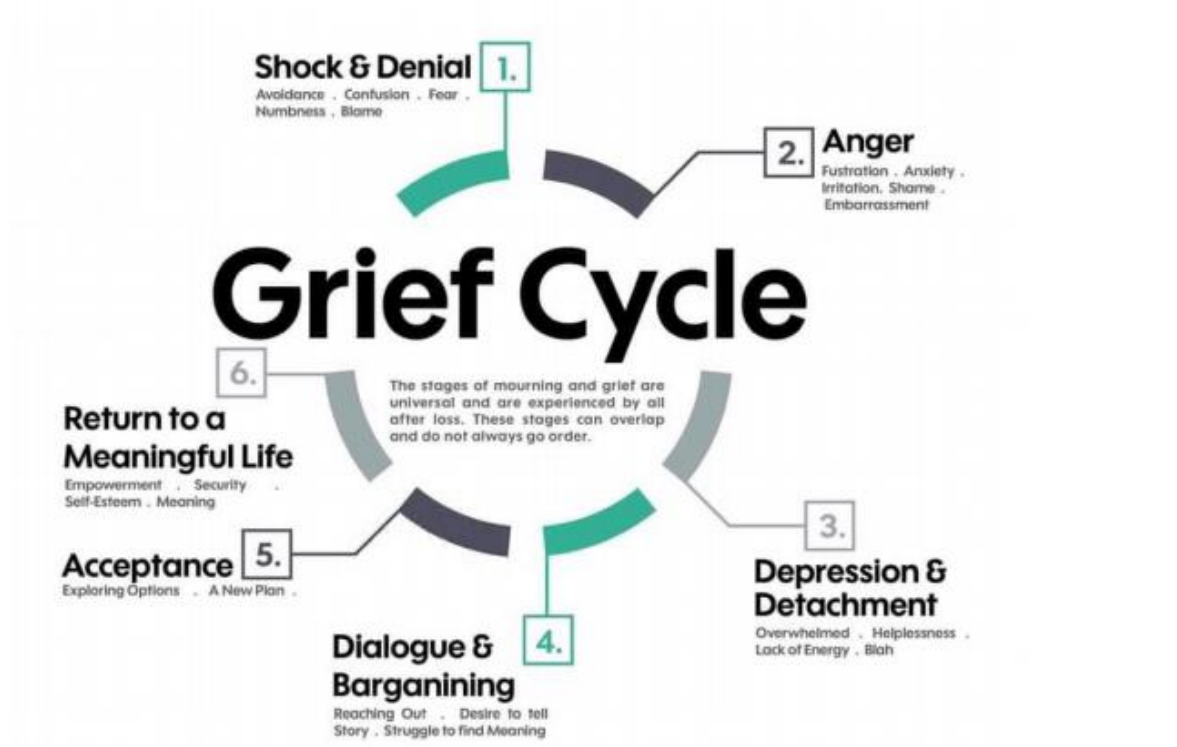 Shock & Denial
1.
Avoidance . Confusion . Fear .
Numbness . Blame
2.
Anger
Fustration . Anxiety .
Irritation. Shame .
Embarrassment
Grief Cycle
The stages of mourning and grief are
universal and are experienced by all
after loss. These stages can overlap
and do not always go order.
3.
Depression &
Detachment
Overwhelmed . Helplessness .
Lack of Energy . Blah
4.
Dialogue &
Barganining
Reaching Out . Desire to tell
Story . Struggle to find Meaning
5.
Acceptance
Exploring Options . A New Plan .
6.
Return to a
Meaningful Life
Empowerment . Security .
Self-Esteem . Meaning